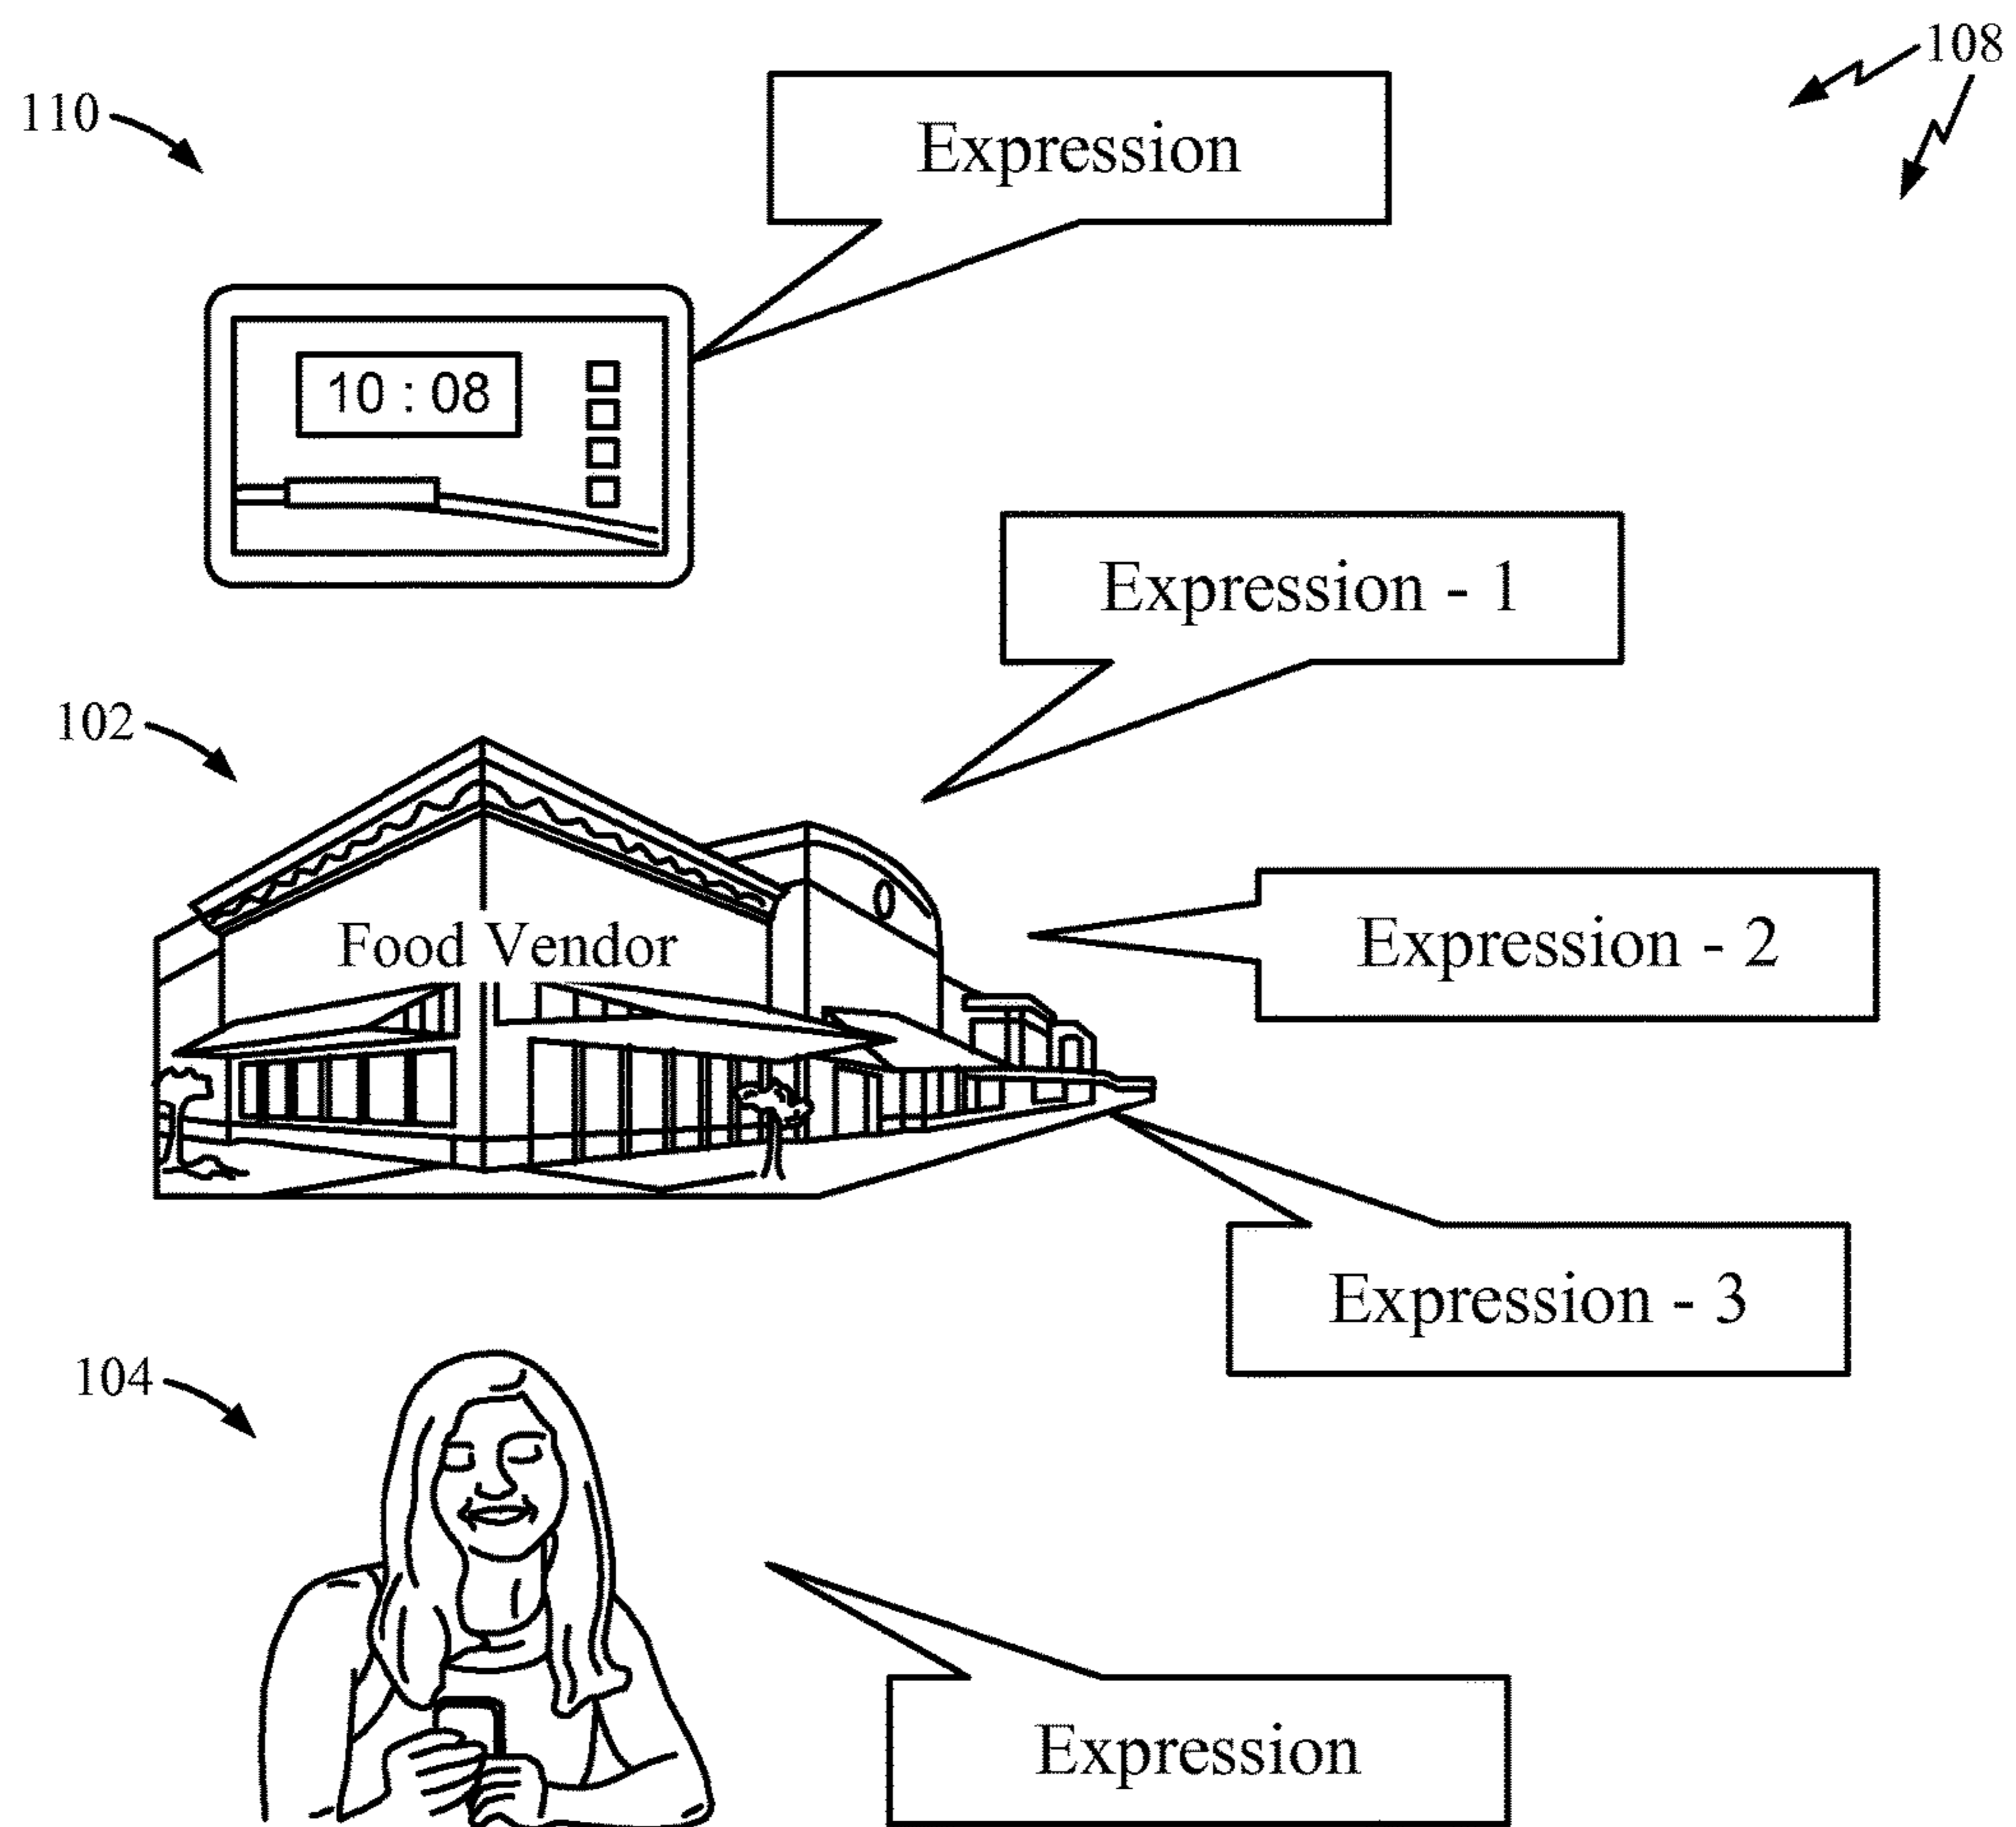 108
110
Expression
10 : 08
Expression - 1
102
Food Vendor
Expression - 2
Expression - 3
104
Expression